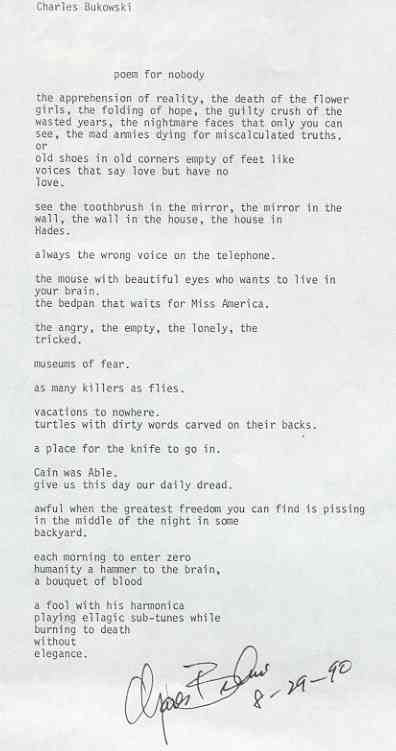 Charles Bukowski
poem for nobody
the apprehension of reality, the death of the flower
girls, the folding of hope, the guilty crush of the
wasted years, the nightmare faces that only you can
see, the mad armies dying for miscalculated truths.
or
old shoes in old corners empty of feet like
voices that say love but have no
love.
see the toothbrush in the mirror, the mirror in the
wall, the wall in the house, the house in
Hades.
always the wrong voice on the telephone.
the mouse with beautiful eyes who wants to live in
your brain.
the bedpan that waits for Miss America.
the angry, the empty, the lonely, the
tricked.
museums of fear.
as many killers as flies.
vacations to nowhere.
turtles with dirty words carved on their backs.
a place for the knife to go in.
Cain was Able.
give us this day our daily dread.
awful when the greatest freedom you can find is pissing
in the middle of the night in some
backyard.
each morning to enter zero
humanity a hammer to the brain,
a bouquet of blood
a fool with his harmonica
playing ellagic sub-tunes while
burning to death
without
elegance.
8-29-90